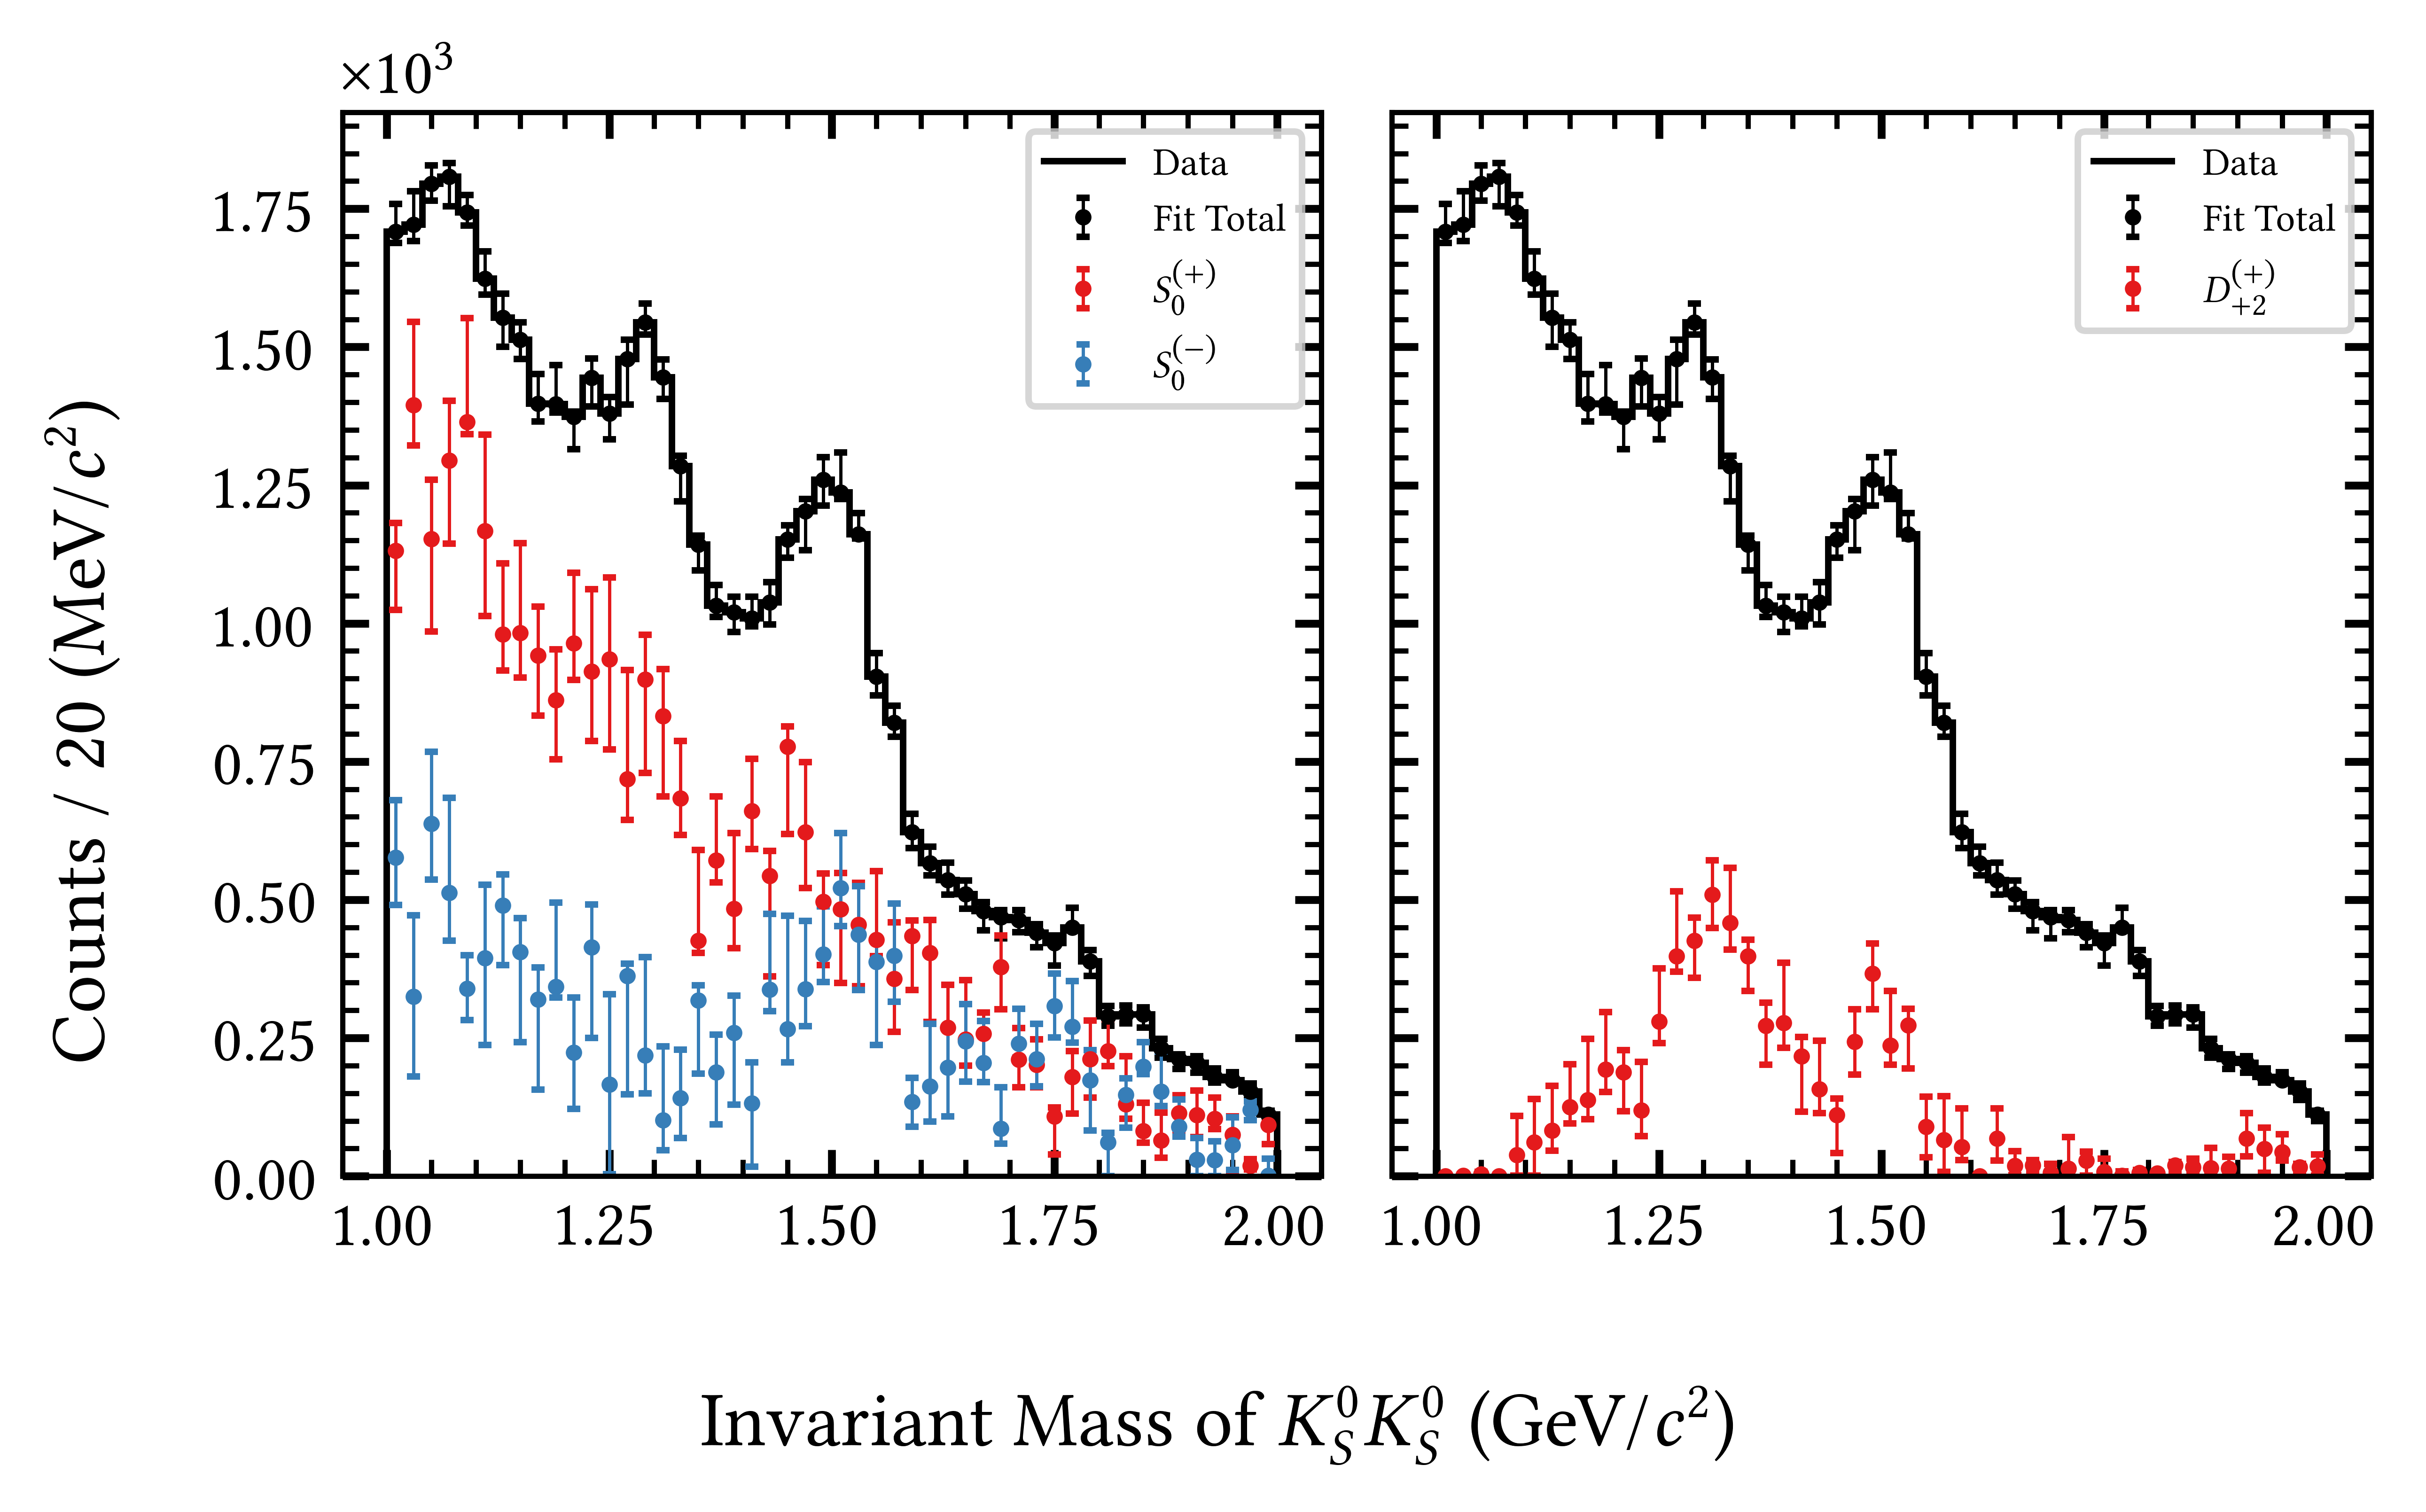 ×10³
Counts / 20 (MeV/c²)
1.75
1.50
1.25
1.00
0.75
0.50
0.25
0.00
Data
Fit Total
S₀⁽⁺⁾
S₀⁽⁻⁾
1.00 1.25 1.50 1.75 2.00
Data
Fit Total
D₊₂⁽⁺⁾
1.00 1.25 1.50 1.75 2.00
Invariant Mass of K⁰_S K⁰_S (GeV/c²)